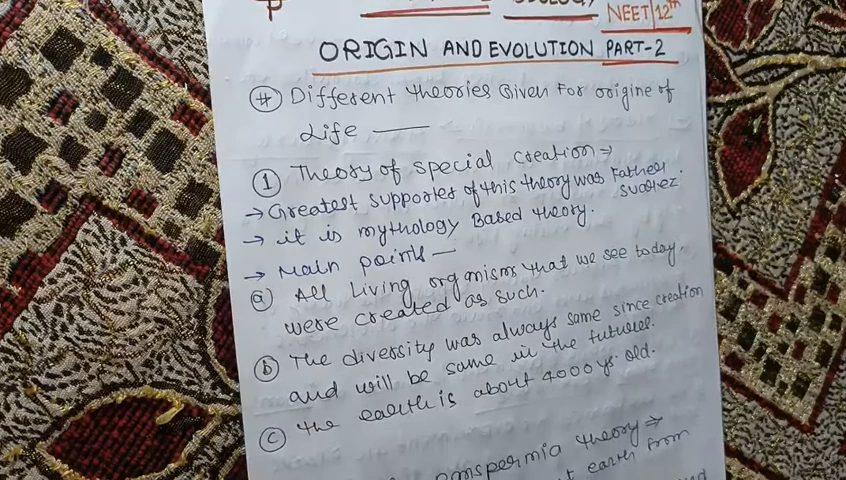 NEET/12th
ORIGIN AND EVOLUTION PART-2
# Different theories Given For origine of
Life —
① Theory of special creation ⇒
→ Greatest supporter of this theory was Father suarez.
→ it is mythology Based theory.
→ Main points —
ⓐ All Living organisms that we see today.
were created as such.
ⓑ The diversity was always same since creation
and will be same in the future.
ⓒ the earth is about 4000 ys. old.
panspermia theory ⇒
earth from